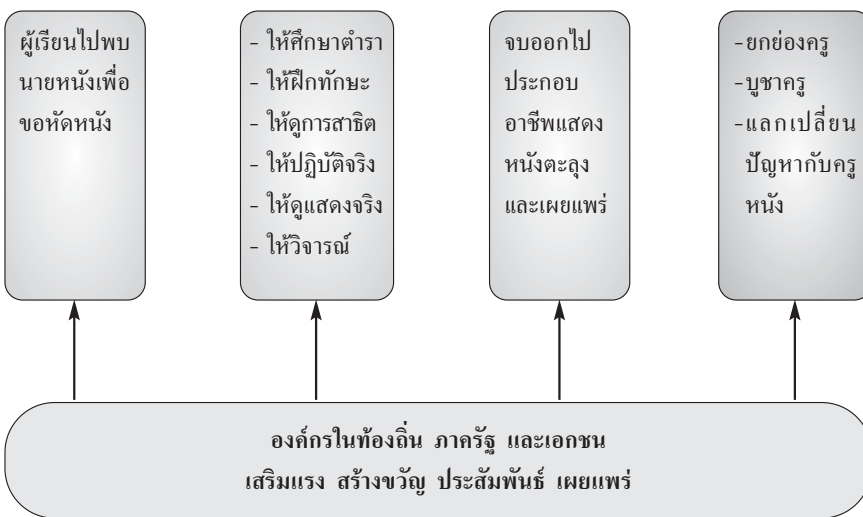 ผู้เรียนไปพบ
นายหนังเพื่อ
ขอหัดหนัง
- ให้ศึกษาตำรา
- ให้ฝึกทักษะ
- ให้ดูการสาธิต
- ให้ปฏิบัติจริง
- ให้ดูแสดงจริง
- ให้วิจารณ์
จบออกไป
ประกอบ
อาชีพแสดง
หนังตะลุง
และเผยแพร่
-ยกย่องครู
-บูชาครู
-แลกเปลี่ยน
ปัญหากับครู
หนัง
องค์กรในท้องถิ่น ภาครัฐ และเอกชน
เสริมแรง สร้างขวัญ ประสัมพันธ์ เผยแพร่